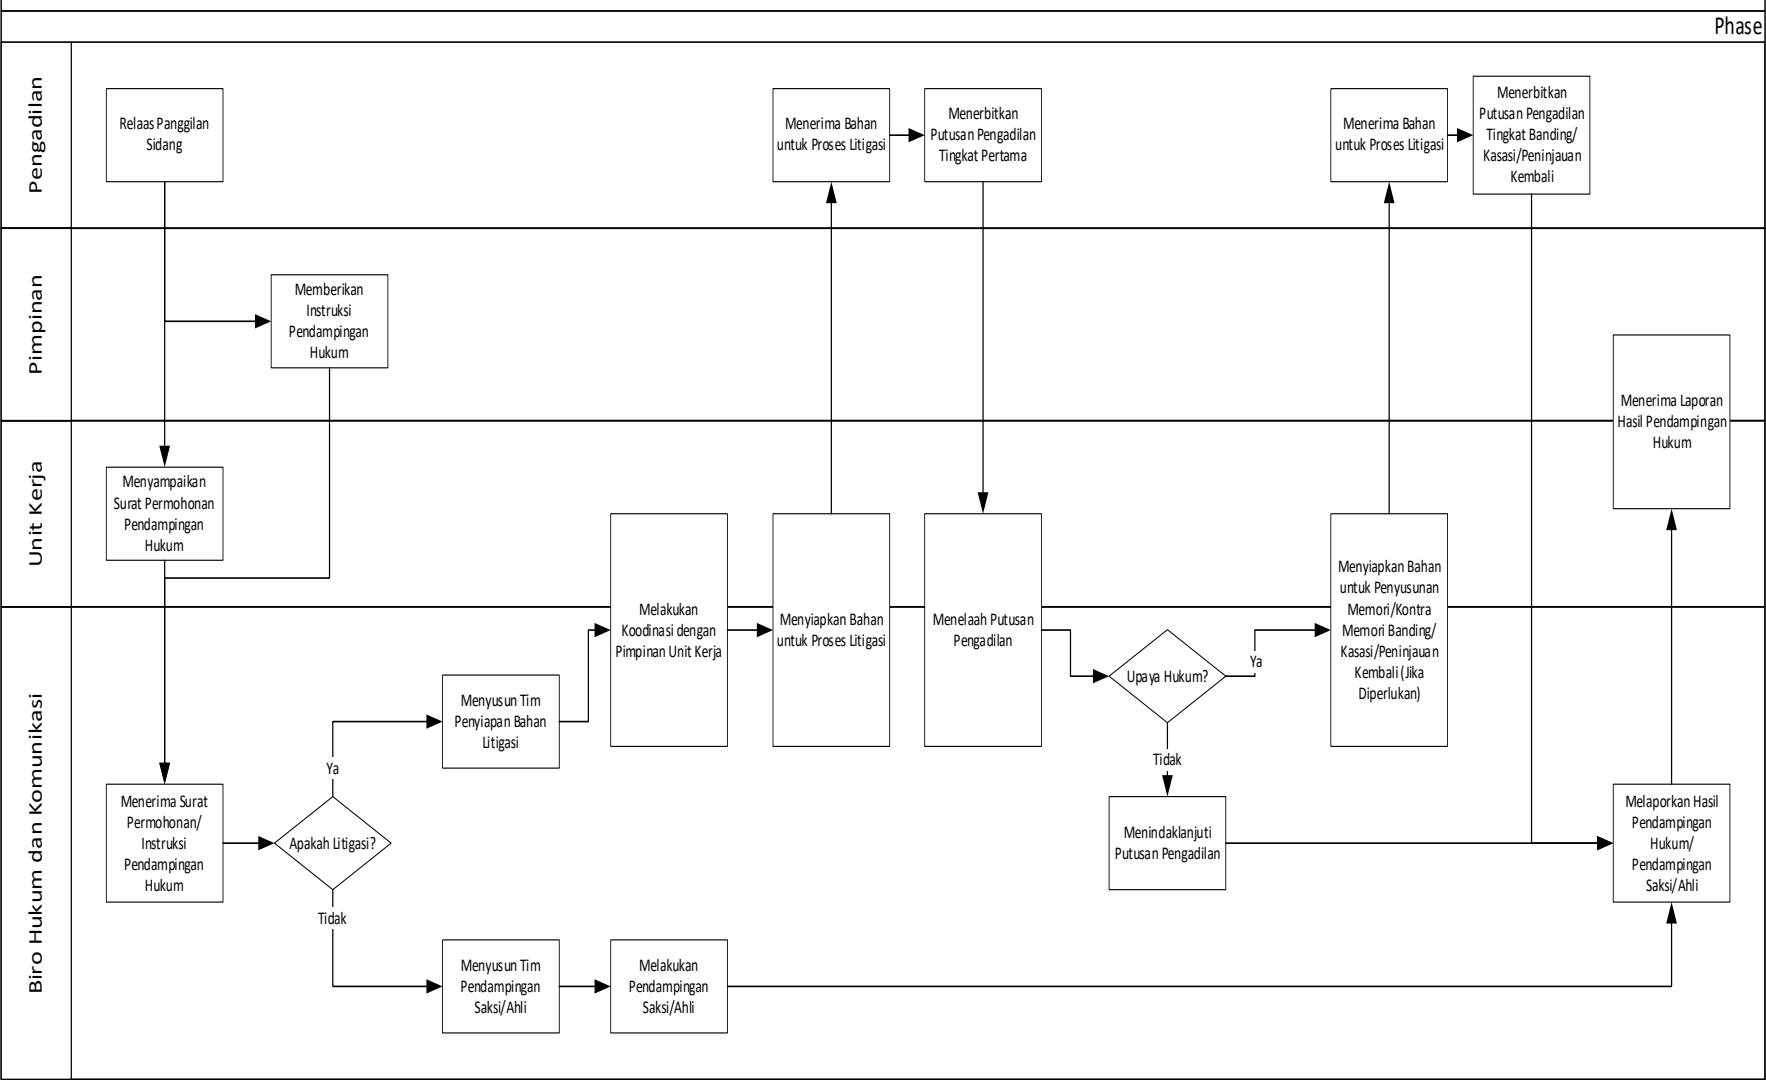 Phase
Pengadilan
Relaas Panggilan
Sidang
Menerima Bahan
untuk Proses Litigasi
Menerbitkan
Putusan Pengadilan
Tingkat Pertama
Menerima Bahan
untuk Proses Litigasi
Menerbitkan
Putusan Pengadilan
Tingkat Banding/
Kasasi/Peninjauan
Kembali
Pimpinan
Memberikan
Instruksi
Pendampingan
Hukum
Menerima Laporan
Hasil Pendampingan
Hukum
Unit Kerja
Menyampaikan
Surat Permohonan
Pendampingan
Hukum
Melakukan
Koodinasi dengan
Pimpinan Unit Kerja
Menyiapkan Bahan
untuk Proses Litigasi
Menelaah Putusan
Pengadilan
Upaya Hukum?
Ya
Tidak
Menyiapkan Bahan
untuk Penyusunan
Memori/Kontra
Memori Banding/
Kasasi/Peninjauan
Kembali (Jika
Diperlukan)
Biro Hukum dan Komunikasi
Menerima Surat
Permohonan/
Instruksi
Pendampingan
Hukum
Apakah Litigasi?
Ya
Tidak
Menyusun Tim
Penyiapan Bahan
Litigasi
Menindaklanjuti
Putusan Pengadilan
Melaporkan Hasil
Pendampingan
Hukum/
Pendampingan
Saksi/Ahli
Menyusun Tim
Pendampingan
Saksi/Ahli
Melakukan
Pendampingan
Saksi/Ahli